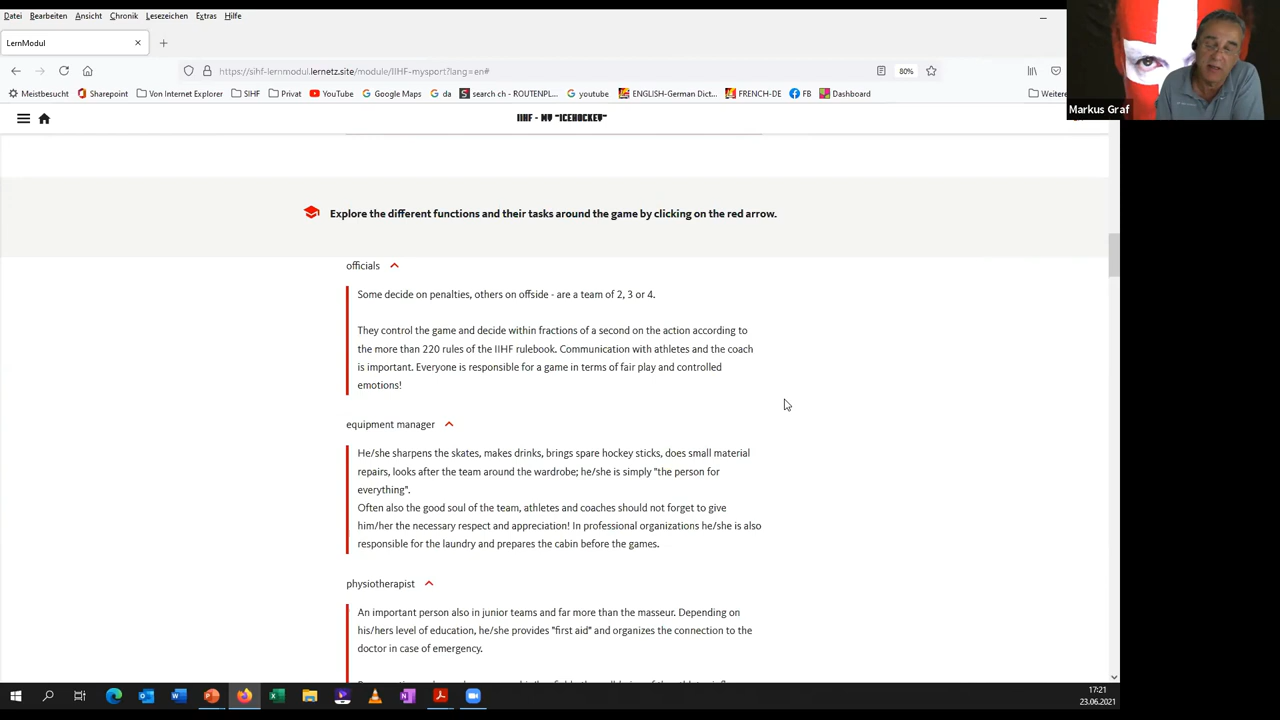 Datei Bearbeiten Ansicht Chronik Lesezeichen Extras Hilfe
LernModul
https://sihf-lernmodul.lernetz.site/module/IIHF-mysport?lang=en#
80%
Meistbesucht Sharepoint Von Internet Explorer SIHF Privat YouTube Google Maps da search ch - ROUTENPL... youtube ENGLISH-German Dict... FRENCH-DE FB Dashboard Weitere
Markus Graf
IIHF - MY "ICEHOCKEY"
Explore the different functions and their tasks around the game by clicking on the red arrow.
officials
Some decide on penalties, others on offside - are a team of 2, 3 or 4.
They control the game and decide within fractions of a second on the action according to
the more than 220 rules of the IIHF rulebook. Communication with athletes and the coach
is important. Everyone is responsible for a game in terms of fair play and controlled
emotions!
equipment manager
He/she sharpens the skates, makes drinks, brings spare hockey sticks, does small material
repairs, looks after the team around the wardrobe; he/she is simply "the person for
everything".
Often also the good soul of the team, athletes and coaches should not forget to give
him/her the necessary respect and appreciation! In professional organizations he/she is also
responsible for the laundry and prepares the cabin before the games.
physiotherapist
An important person also in junior teams and far more than the masseur. Depending on
his/hers level of education, he/she provides "first aid" and organizes the connection to the
doctor in case of emergency.
17:21
23.06.2021